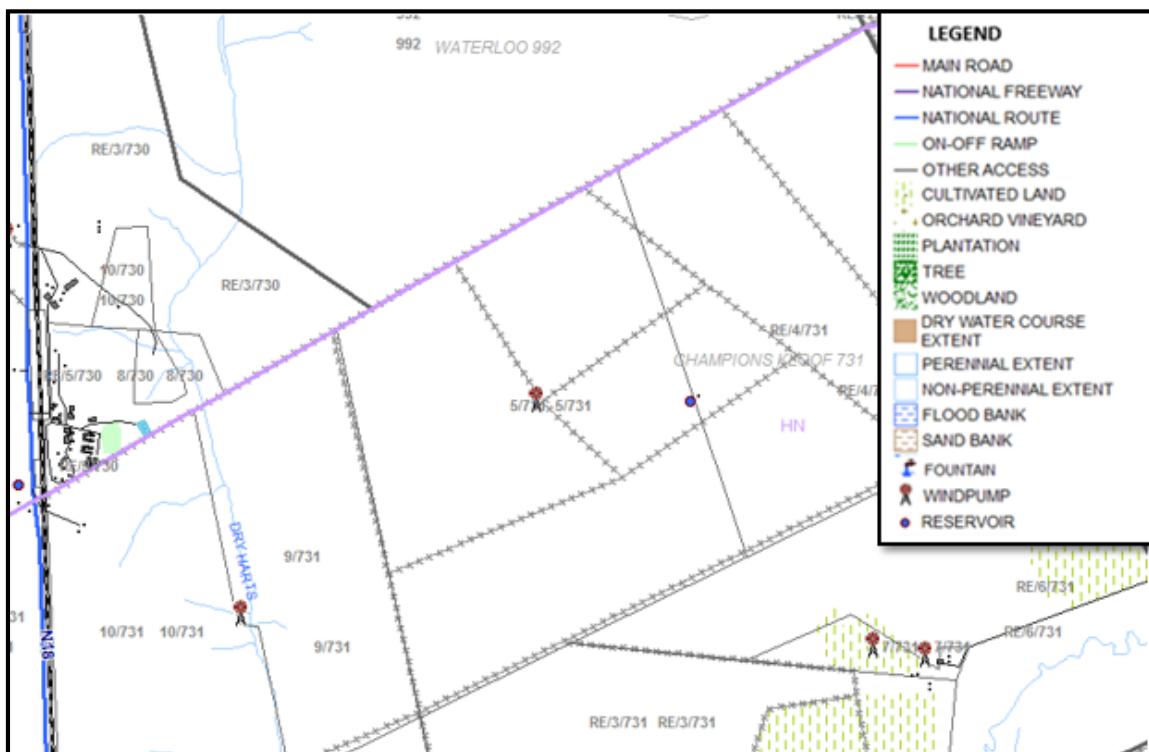 992
WATERLOO 992
RE/3/730
RE/3/730
10/730
10/730
8/730
8/730
RE/4/731
CHAMPIONS KLOOF 731
5/731
HN
DRY HARTS
9/731
9/731
10/731
10/731
N18
RE/6/731
RE/6/731
RE/3/731
RE/3/731
LEGEND
MAIN ROAD
NATIONAL FREEWAY
NATIONAL ROUTE
ON-OFF RAMP
OTHER ACCESS
CULTIVATED LAND
ORCHARD VINEYARD
PLANTATION
TREE
WOODLAND
DRY WATER COURSE
EXTENT
PERENNIAL EXTENT
NON-PERENNIAL EXTENT
FLOOD BANK
SAND BANK
FOUNTAIN
WINDPUMP
RESERVOIR